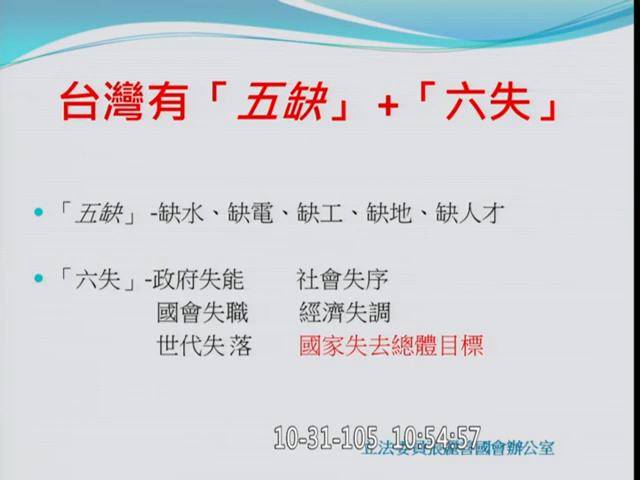 台灣有「五缺」+「六失」
•「五缺」-缺水、缺電、缺工、缺地、缺人才
•「六失」-政府失能 社會失序
國會失職 經濟失調
世代失落 國家失去總體目標
10-31-105 10:54:57
立法委員張麗善國會辦公室